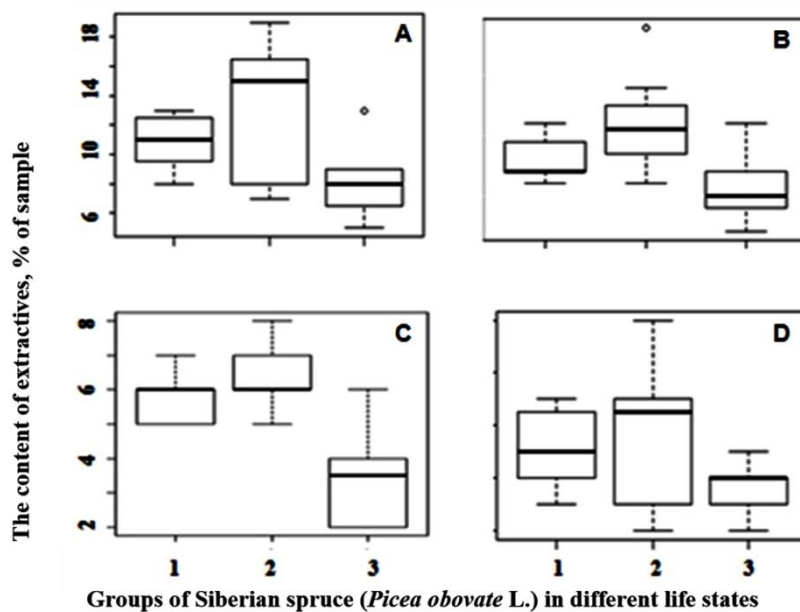 The content of extractives, % of sample
18
14
10
6
A
B
8
6
4
2
C
D
1 2 3
1 2 3
Groups of Siberian spruce (Picea obovate L.) in different life states